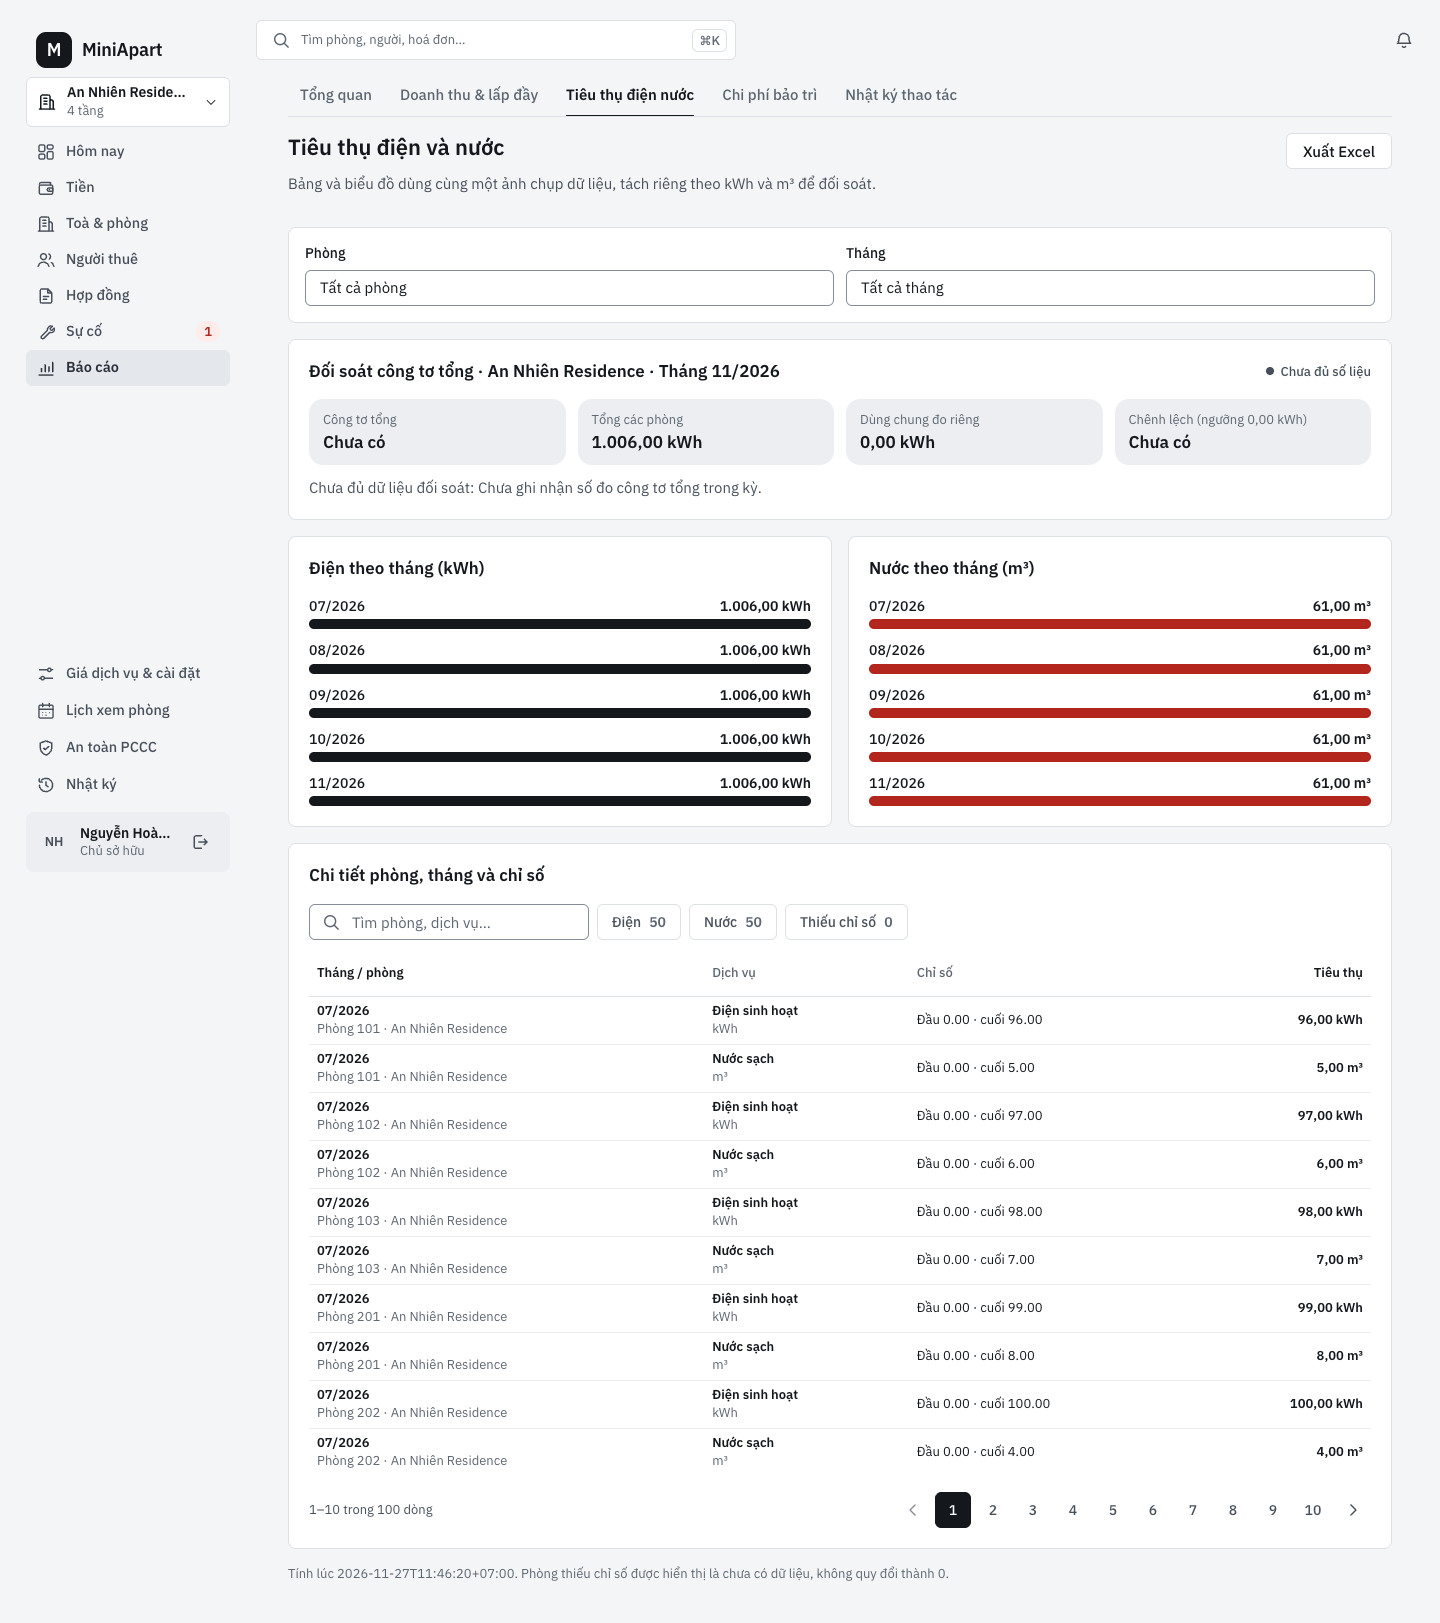 M MiniApart
Tìm phòng, người, hoá đơn... ⌘K
An Nhiên Reside...
4 tầng
Hôm nay
Tiền
Toà & phòng
Người thuê
Hợp đồng
Sự cố 1
Báo cáo
Giá dịch vụ & cài đặt
Lịch xem phòng
An toàn PCCC
Nhật ký
NH Nguyễn Hoà...
Chủ sở hữu
Tổng quan Doanh thu & lấp đầy Tiêu thụ điện nước Chi phí bảo trì Nhật ký thao tác
Tiêu thụ điện và nước
Xuất Excel
Bảng và biểu đồ dùng cùng một ảnh chụp dữ liệu, tách riêng theo kWh và m³ để đối soát.
Phòng Tháng
Tất cả phòng Tất cả tháng
Đối soát công tơ tổng · An Nhiên Residence · Tháng 11/2026 Chưa đủ số liệu
Công tơ tổng Tổng các phòng Dùng chung đo riêng Chênh lệch (ngưỡng 0,00 kWh)
Chưa có 1.006,00 kWh 0,00 kWh Chưa có
Chưa đủ dữ liệu đối soát: Chưa ghi nhận số đo công tơ tổng trong kỳ.
Điện theo tháng (kWh)
07/2026 1.006,00 kWh
08/2026 1.006,00 kWh
09/2026 1.006,00 kWh
10/2026 1.006,00 kWh
11/2026 1.006,00 kWh
Nước theo tháng (m³)
07/2026 61,00 m³
08/2026 61,00 m³
09/2026 61,00 m³
10/2026 61,00 m³
11/2026 61,00 m³
Chi tiết phòng, tháng và chỉ số
Tìm phòng, dịch vụ... Điện 50 Nước 50 Thiếu chỉ số 0
Tháng / phòng Dịch vụ Chỉ số Tiêu thụ
07/2026 Điện sinh hoạt Đầu 0.00 · cuối 96.00 96,00 kWh
Phòng 101 · An Nhiên Residence kWh
07/2026 Nước sạch Đầu 0.00 · cuối 5.00 5,00 m³
Phòng 101 · An Nhiên Residence m³
07/2026 Điện sinh hoạt Đầu 0.00 · cuối 97.00 97,00 kWh
Phòng 102 · An Nhiên Residence kWh
07/2026 Nước sạch Đầu 0.00 · cuối 6.00 6,00 m³
Phòng 102 · An Nhiên Residence m³
07/2026 Điện sinh hoạt Đầu 0.00 · cuối 98.00 98,00 kWh
Phòng 103 · An Nhiên Residence kWh
07/2026 Nước sạch Đầu 0.00 · cuối 7.00 7,00 m³
Phòng 103 · An Nhiên Residence m³
07/2026 Điện sinh hoạt Đầu 0.00 · cuối 99.00 99,00 kWh
Phòng 201 · An Nhiên Residence kWh
07/2026 Nước sạch Đầu 0.00 · cuối 8.00 8,00 m³
Phòng 201 · An Nhiên Residence m³
07/2026 Điện sinh hoạt Đầu 0.00 · cuối 100.00 100,00 kWh
Phòng 202 · An Nhiên Residence kWh
07/2026 Nước sạch Đầu 0.00 · cuối 4.00 4,00 m³
Phòng 202 · An Nhiên Residence m³
1–10 trong 100 dòng 1 2 3 4 5 6 7 8 9 10
Tính lúc 2026-11-27T11:46:20+07:00. Phòng thiếu chỉ số được hiển thị là chưa có dữ liệu, không quy đổi thành 0.